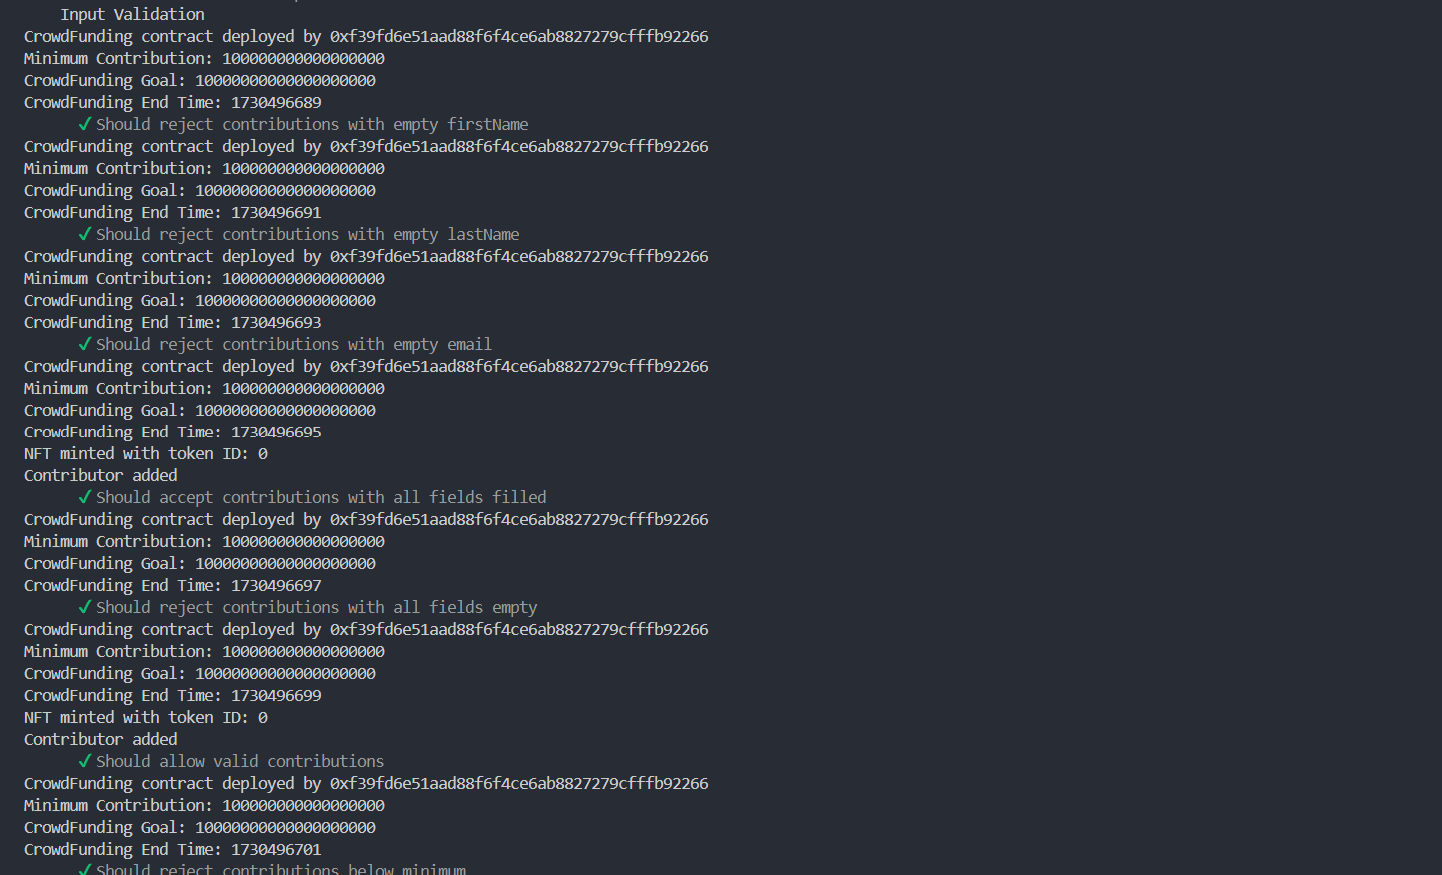 Input Validation
CrowdFunding contract deployed by 0xf39fd6e51aad88f6f4ce6ab8827279cfffb92266
Minimum Contribution: 100000000000000000
CrowdFunding Goal: 10000000000000000000
CrowdFunding End Time: 1730496689
✔ Should reject contributions with empty firstName
CrowdFunding contract deployed by 0xf39fd6e51aad88f6f4ce6ab8827279cfffb92266
Minimum Contribution: 100000000000000000
CrowdFunding Goal: 10000000000000000000
CrowdFunding End Time: 1730496691
✔ Should reject contributions with empty lastName
CrowdFunding contract deployed by 0xf39fd6e51aad88f6f4ce6ab8827279cfffb92266
Minimum Contribution: 100000000000000000
CrowdFunding Goal: 10000000000000000000
CrowdFunding End Time: 1730496693
✔ Should reject contributions with empty email
CrowdFunding contract deployed by 0xf39fd6e51aad88f6f4ce6ab8827279cfffb92266
Minimum Contribution: 100000000000000000
CrowdFunding Goal: 10000000000000000000
CrowdFunding End Time: 1730496695
NFT minted with token ID: 0
Contributor added
✔ Should accept contributions with all fields filled
CrowdFunding contract deployed by 0xf39fd6e51aad88f6f4ce6ab8827279cfffb92266
Minimum Contribution: 100000000000000000
CrowdFunding Goal: 10000000000000000000
CrowdFunding End Time: 1730496697
✔ Should reject contributions with all fields empty
CrowdFunding contract deployed by 0xf39fd6e51aad88f6f4ce6ab8827279cfffb92266
Minimum Contribution: 100000000000000000
CrowdFunding Goal: 10000000000000000000
CrowdFunding End Time: 1730496699
NFT minted with token ID: 0
Contributor added
✔ Should allow valid contributions
CrowdFunding contract deployed by 0xf39fd6e51aad88f6f4ce6ab8827279cfffb92266
Minimum Contribution: 100000000000000000
CrowdFunding Goal: 10000000000000000000
CrowdFunding End Time: 1730496701
✔ Should reject contributions below minimum